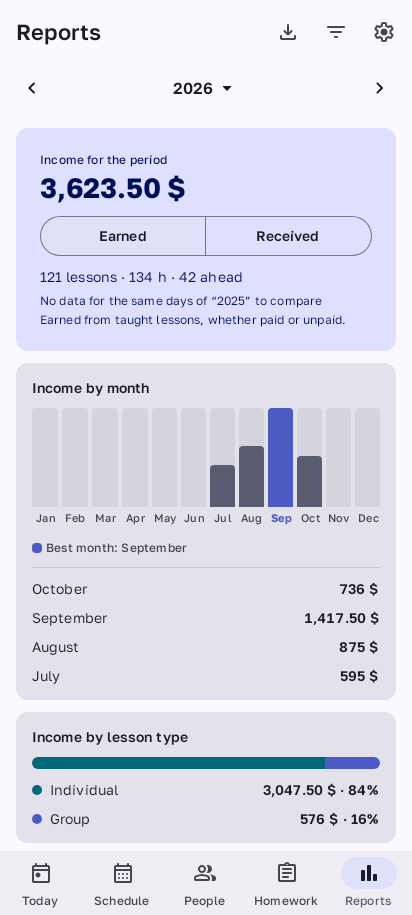 Reports
2026
Income for the period
3,623.50 $
Earned
Received
121 lessons · 134 h · 42 ahead
No data for the same days of “2025” to compare
Earned from taught lessons, whether paid or unpaid.
Income by month
Jan Feb Mar Apr May Jun Jul Aug Sep Oct Nov Dec
Best month: September
October 736 $
September 1,417.50 $
August 875 $
July 595 $
Income by lesson type
Individual 3,047.50 $ · 84%
Group 576 $ · 16%
Today Schedule People Homework Reports